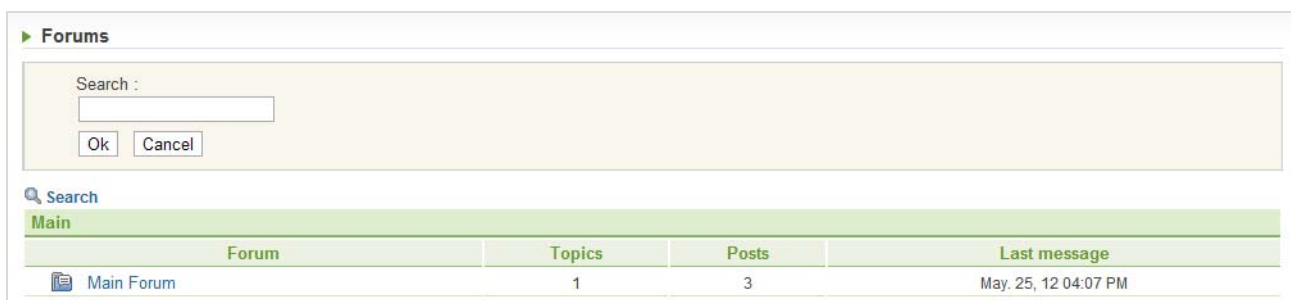 Forums
Search :
Ok Cancel
Search
Main
Forum Topics Posts Last message
Main Forum 1 3 May. 25, 12 04:07 PM